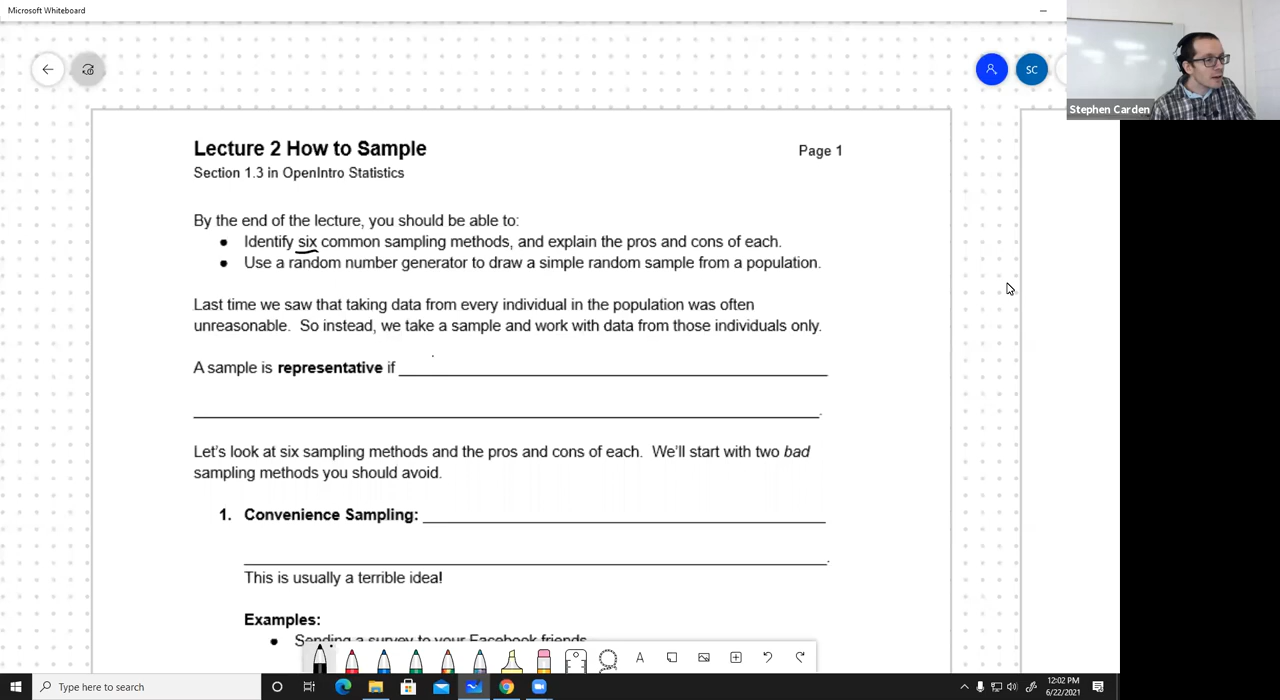 Microsoft Whiteboard
SC
Stephen Carden
Lecture 2 How to Sample
Page 1
Section 1.3 in OpenIntro Statistics
By the end of the lecture, you should be able to:
Identify six common sampling methods, and explain the pros and cons of each.
Use a random number generator to draw a simple random sample from a population.
Last time we saw that taking data from every individual in the population was often
unreasonable. So instead, we take a sample and work with data from those individuals only.
A sample is representative if
Let's look at six sampling methods and the pros and cons of each. We'll start with two bad
sampling methods you should avoid.
1. Convenience Sampling:
This is usually a terrible idea!
Examples:
Sending a survey to your Facebook friends
A
Type here to search
12:02 PM
6/22/2021